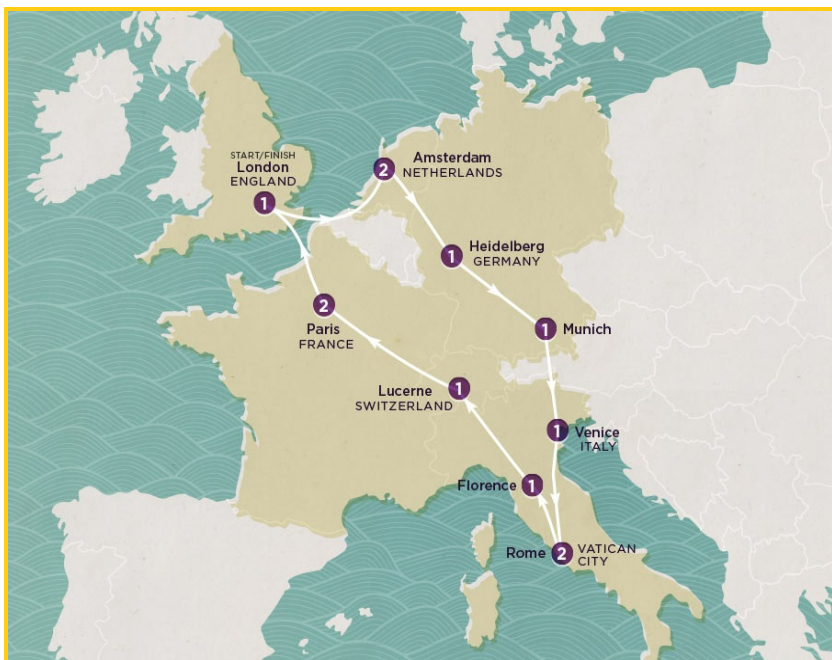 START/FINISH
London
ENGLAND
1
2
Amsterdam
NETHERLANDS
1
Heidelberg
GERMANY
1
Munich
2
Paris
FRANCE
Lucerne
SWITZERLAND
1
1
Venice
ITALY
Florence
1
Rome
2
VATICAN
CITY